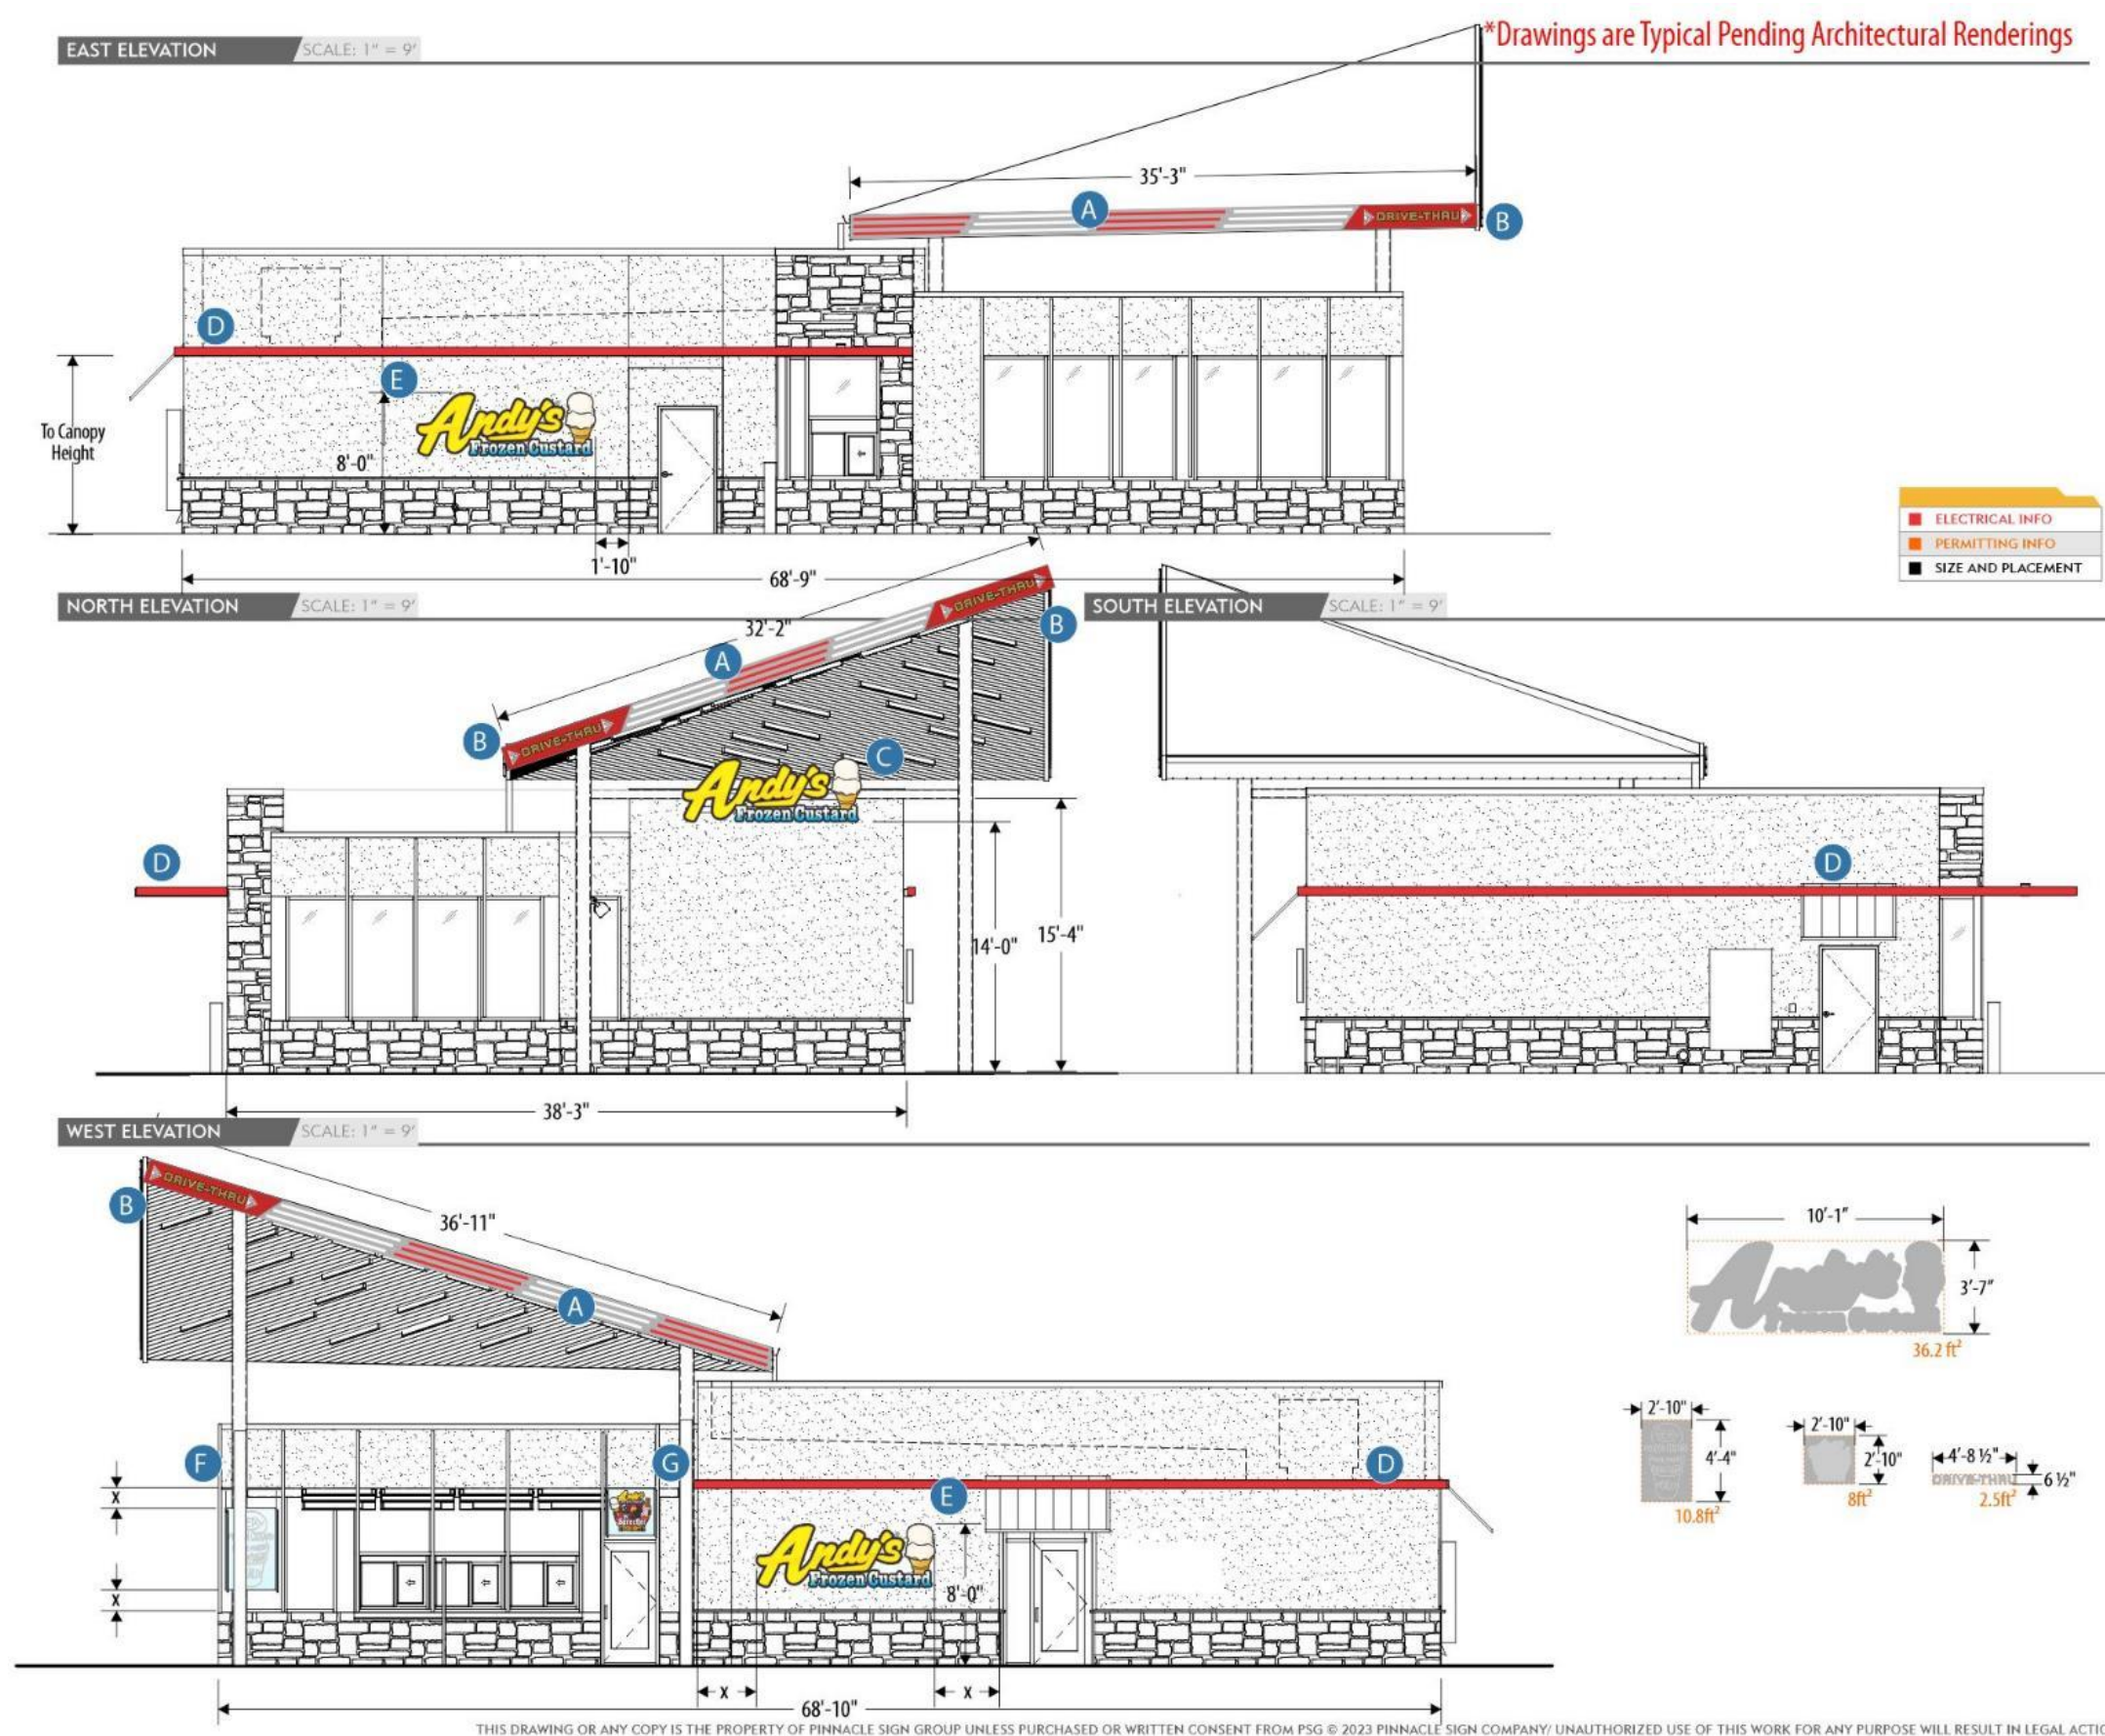 *Drawings are Typical Pending Architectural Renderings
EAST ELEVATION SCALE: 1" = 9'
35'-3"
A
DRIVE-THRU
B
D
E
To Canopy
Height
Andy's
Frozen Custard
8'-0"
1'-10"
68'-9"
ELECTRICAL INFO
PERMITTING INFO
SIZE AND PLACEMENT
NORTH ELEVATION SCALE: 1" = 9'
32'-2"
DRIVE-THRU
B
A
B
DRIVE-THRU
C
Andy's
Frozen Custard
D
14'-0"
15'-4"
38'-3"
SOUTH ELEVATION SCALE: 1" = 9'
D
WEST ELEVATION SCALE: 1" = 9'
DRIVE-THRU
B
36'-11"
A
F
G
D
E
X
X
Andy's
Frozen Custard
8'-0"
X
X
68'-10"
10'-1"
3'-7"
36.2 ft²
2'-10"
4'-4"
10.8ft²
2'-10"
2'-10"
8ft²
4'-8 ½"
DRIVE-THRU
6 ½"
2.5ft²
THIS DRAWING OR ANY COPY IS THE PROPERTY OF PINNACLE SIGN GROUP UNLESS PURCHASED OR WRITTEN CONSENT FROM PSG © 2023 PINNACLE SIGN COMPANY/ UNAUTHORIZED USE OF THIS WORK FOR ANY PURPOSE WILL RESULT IN LEGAL ACTIO